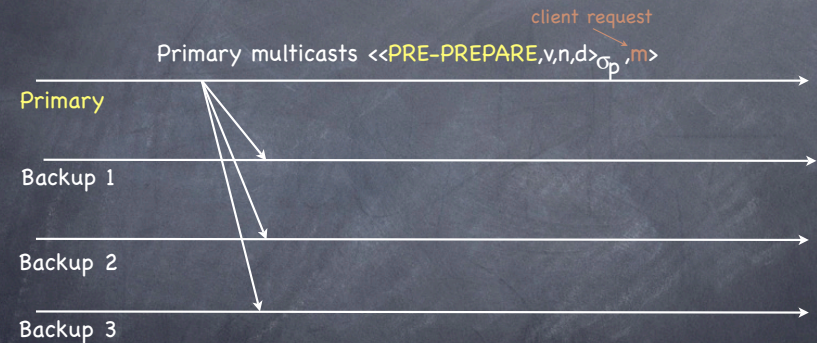 client request
Primary multicasts <<PRE-PREPARE,v,n,d>σp,m>
Primary
Backup 1
Backup 2
Backup 3